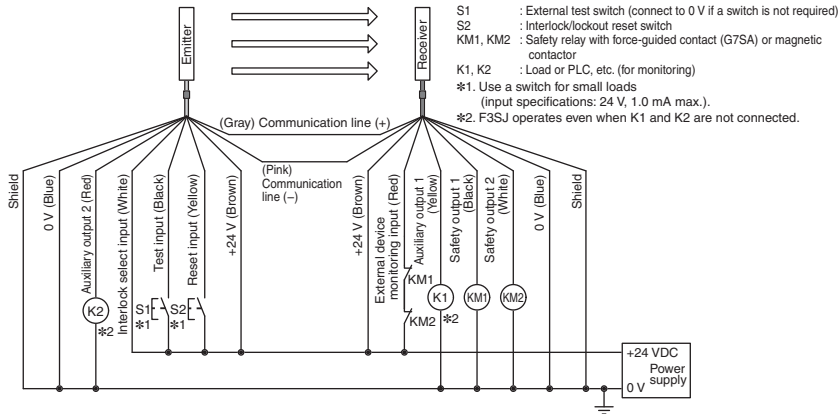 Emitter
Receiver
S1 : External test switch (connect to 0 V if a switch is not required)
S2 : Interlock/lockout reset switch
KM1, KM2 : Safety relay with force-guided contact (G7SA) or magnetic
contactor
K1, K2 : Load or PLC, etc. (for monitoring)
*1. Use a switch for small loads
(input specifications: 24 V, 1.0 mA max.).
*2. F3SJ operates even when K1 and K2 are not connected.
(Gray) Communication line (+)
(Pink)
Communication
line (−)
Shield
0 V (Blue)
Auxiliary output 2 (Red)
Interlock select input (White)
Test input (Black)
Reset input (Yellow)
+24 V (Brown)
+24 V (Brown)
External device
monitoring input (Red)
Auxiliary output 1
(Yellow)
Safety output 1
(Black)
Safety output 2
(White)
0 V (Blue)
Shield
K2
*2
S1
*1
S2
*1
KM1
KM2
K1
*2
KM1
KM2
+24 VDC
Power
supply
0 V